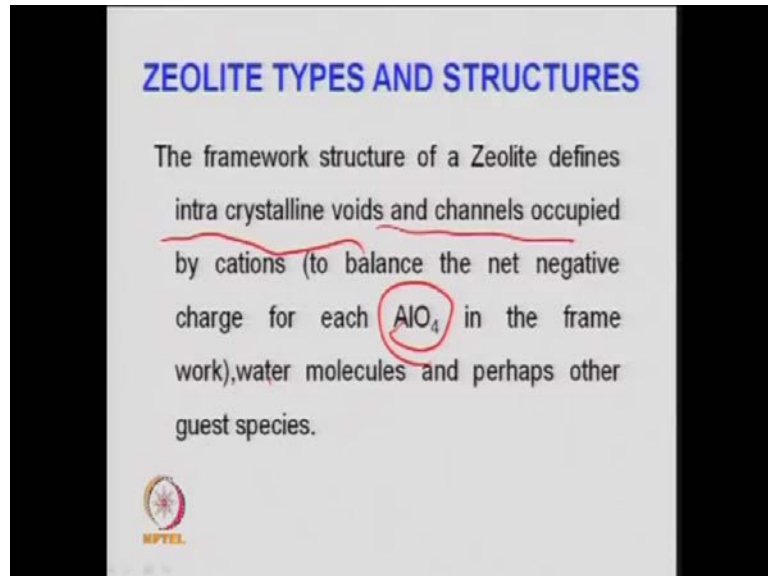 ZEOLITE TYPES AND STRUCTURES
The framework structure of a Zeolite defines
intra crystalline voids and channels occupied
by cations (to balance the net negative
charge for each AlO4 in the frame
work),water molecules and perhaps other
guest species.
NPTEL